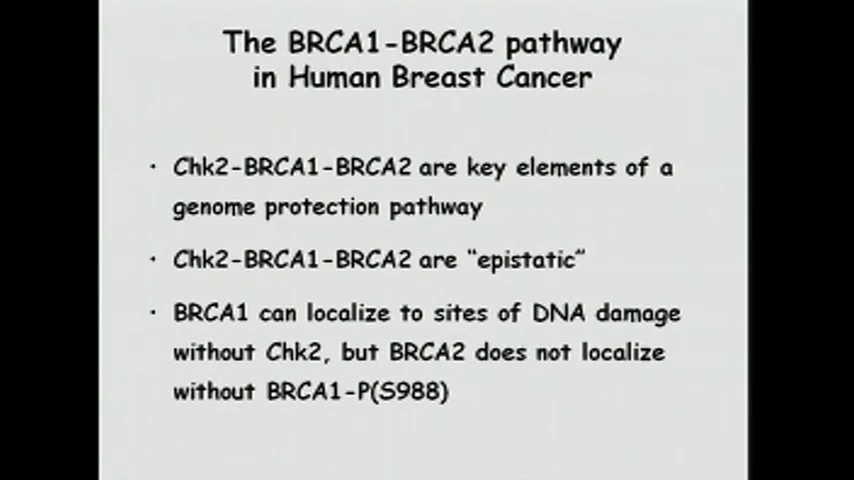 The BRCA1-BRCA2 pathway
in Human Breast Cancer
· Chk2-BRCA1-BRCA2 are key elements of a
genome protection pathway
· Chk2-BRCA1-BRCA2 are “epistatic”
· BRCA1 can localize to sites of DNA damage
without Chk2, but BRCA2 does not localize
without BRCA1-P(S988)